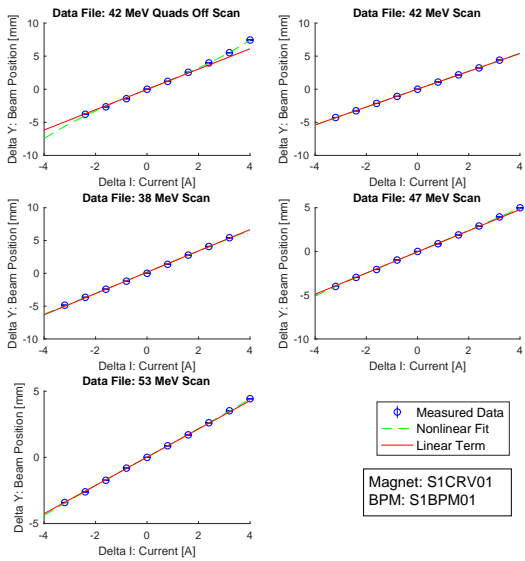 Data File: 42 MeV Quads Off Scan
Delta Y: Beam Position [mm]
10
5
0
-5
-10
-4
-2
0
2
4
Delta I: Current [A]
Data File: 42 MeV Scan
Delta Y: Beam Position [mm]
10
5
0
-5
-10
-4
-2
0
2
4
Delta I: Current [A]
Data File: 38 MeV Scan
Delta Y: Beam Position [mm]
10
5
0
-5
-10
-4
-2
0
2
4
Delta I: Current [A]
Data File: 47 MeV Scan
Delta Y: Beam Position [mm]
5
0
-5
-10
-4
-2
0
2
4
Delta I: Current [A]
Data File: 53 MeV Scan
Delta Y: Beam Position [mm]
5
0
-5
-4
-2
0
2
4
Delta I: Current [A]
Measured Data
Nonlinear Fit
Linear Term
Magnet: S1CRV01
BPM: S1BPM01